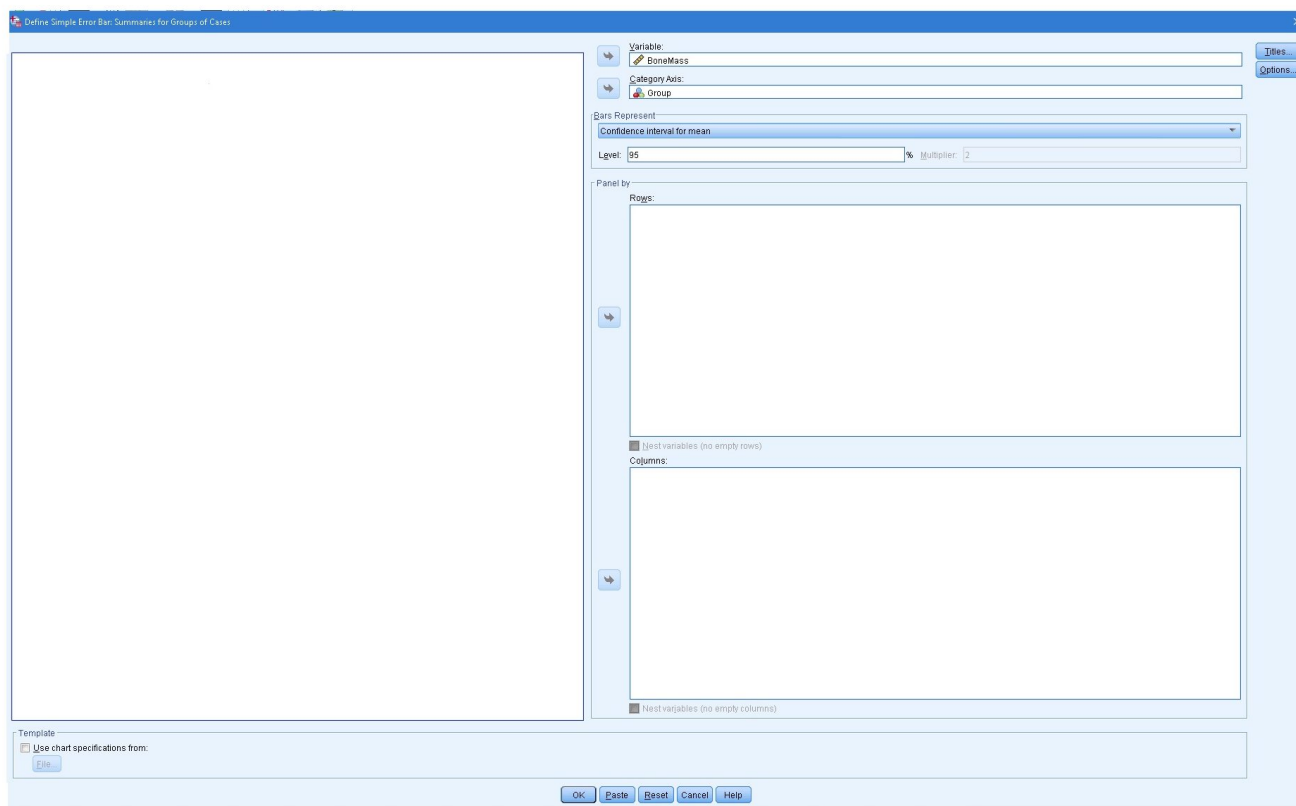 Define Simple Error Bar: Summaries for Groups of Cases
Variable:
BoneMass
Titles...
Category Axis:
Options...
Group
Bars Represent
Confidence interval for mean
Level: 95 % Multiplier: 2
Panel by
Rows:
Nest variables (no empty rows)
Columns:
Nest variables (no empty columns)
Template
Use chart specifications from:
File...
OK Paste Reset Cancel Help